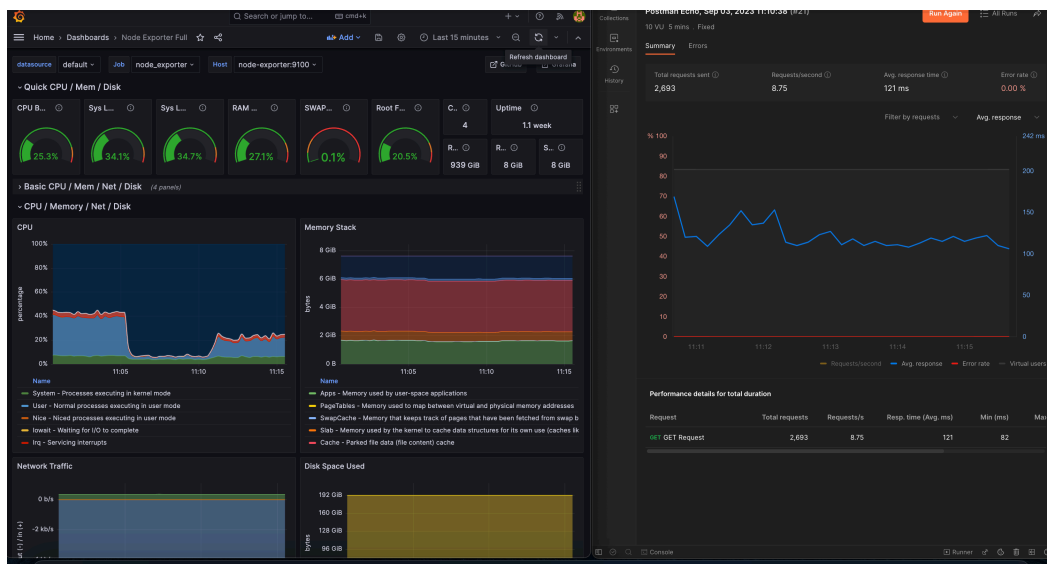 Search or jump to...
cmd+k
Home › Dashboards › Node Exporter Full
Add
Last 15 minutes
Refresh dashboard
datasource default Job node_exporter Host node-exporter:9100
Quick CPU / Mem / Disk
CPU B... Sys L... Sys L... RAM ... SWAP... Root F... C.. Uptime
4 1.1 week
25.3% 34.1% 34.7% 27.1% 0.1% 20.5%
R... R... S...
939 GiB 8 GiB 8 GiB
Basic CPU / Mem / Net / Disk (4 panels)
CPU / Memory / Net / Disk
CPU
100%
80%
60%
40%
20%
0%
percentage
11:05 11:10 11:15
Name
System - Processes executing in kernel mode
User - Normal processes executing in user mode
Nice - Niced processes executing in user mode
Iowait - Waiting for I/O to complete
Irq - Servicing interrupts
Memory Stack
8 GiB
6 GiB
4 GiB
2 GiB
0 B
bytes
11:05 11:10 11:15
Name
Apps - Memory used by user-space applications
PageTables - Memory used to map between virtual and physical memory addresses
SwapCache - Memory that keeps track of pages that have been fetched from swap b
Slab - Memory used by the kernel to cache data structures for its own use (caches lik
Cache - Parked file data (file content) cache
Network Traffic
0 b/s
-2 kb/s
out (-) / in (+)
Disk Space Used
192 GiB
160 GiB
128 GiB
96 GiB
bytes
Collections
Environments
History
Postman Echo, Sep 03, 2023 11:10:38 (#21)
Run Again
All Runs
10 VU 5 mins Fixed
Summary Errors
Total requests sent Requests/second Avg. response time Error rate
2,693 8.75 121 ms 0.00 %
Filter by requests Avg. response
% 100 242 ms
90
80 200
70
60 150
50
40 100
30
20 50
10
0 0
11:11 11:12 11:13 11:14 11:15
Requests/second Avg. response Error rate Virtual users
Performance details for total duration
Request Total requests Requests/s Resp. time (Avg. ms) Min (ms)
GET GET Request 2,693 8.75 121 82
Console
Runner